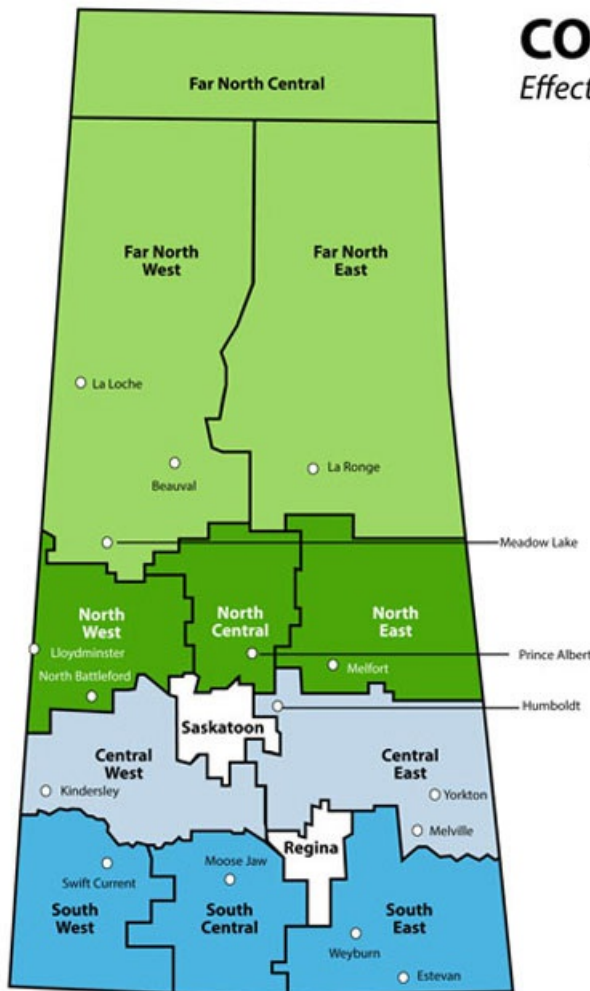 CO
Effect
Far North Central
Far North
West
Far North
East
La Loche
Beauval
La Ronge
Meadow Lake
North
West
North
Central
North
East
Lloydminster
Prince Albert
Melfort
North Battleford
Humboldt
Saskatoon
Central
West
Central
East
Kindersley
Yorkton
Melville
Regina
Moose Jaw
Swift Current
South
West
South
Central
South
East
Weyburn
Estevan